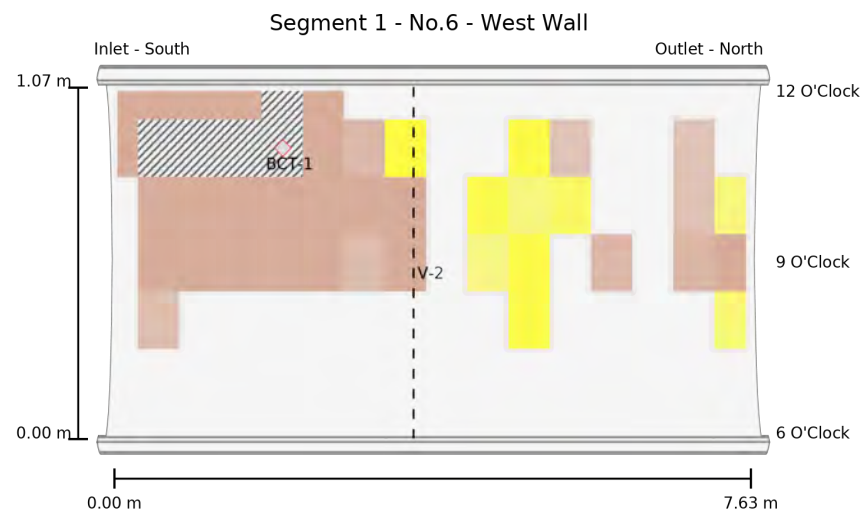 Segment 1 - No.6 - West Wall
Inlet - South
Outlet - North
1.07 m
12 O'Clock
BCT-1
9 O'Clock
V-2
0.00 m
6 O'Clock
0.00 m
7.63 m